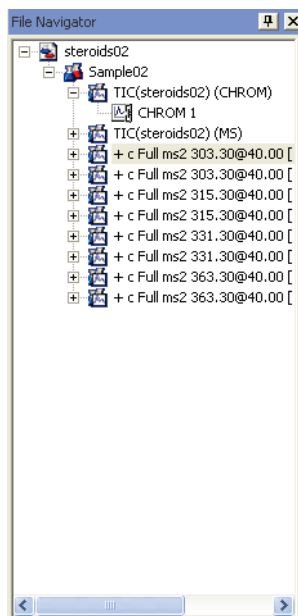 File Navigator
steroids02
Sample02
TIC(steroids02) (CHROM)
CHROM 1
TIC(steroids02) (MS)
+ c Full ms2 303.30@40.00 [
+ c Full ms2 303.30@40.00 [
+ c Full ms2 315.30@40.00 [
+ c Full ms2 315.30@40.00 [
+ c Full ms2 331.30@40.00 [
+ c Full ms2 331.30@40.00 [
+ c Full ms2 363.30@40.00 [
+ c Full ms2 363.30@40.00 [